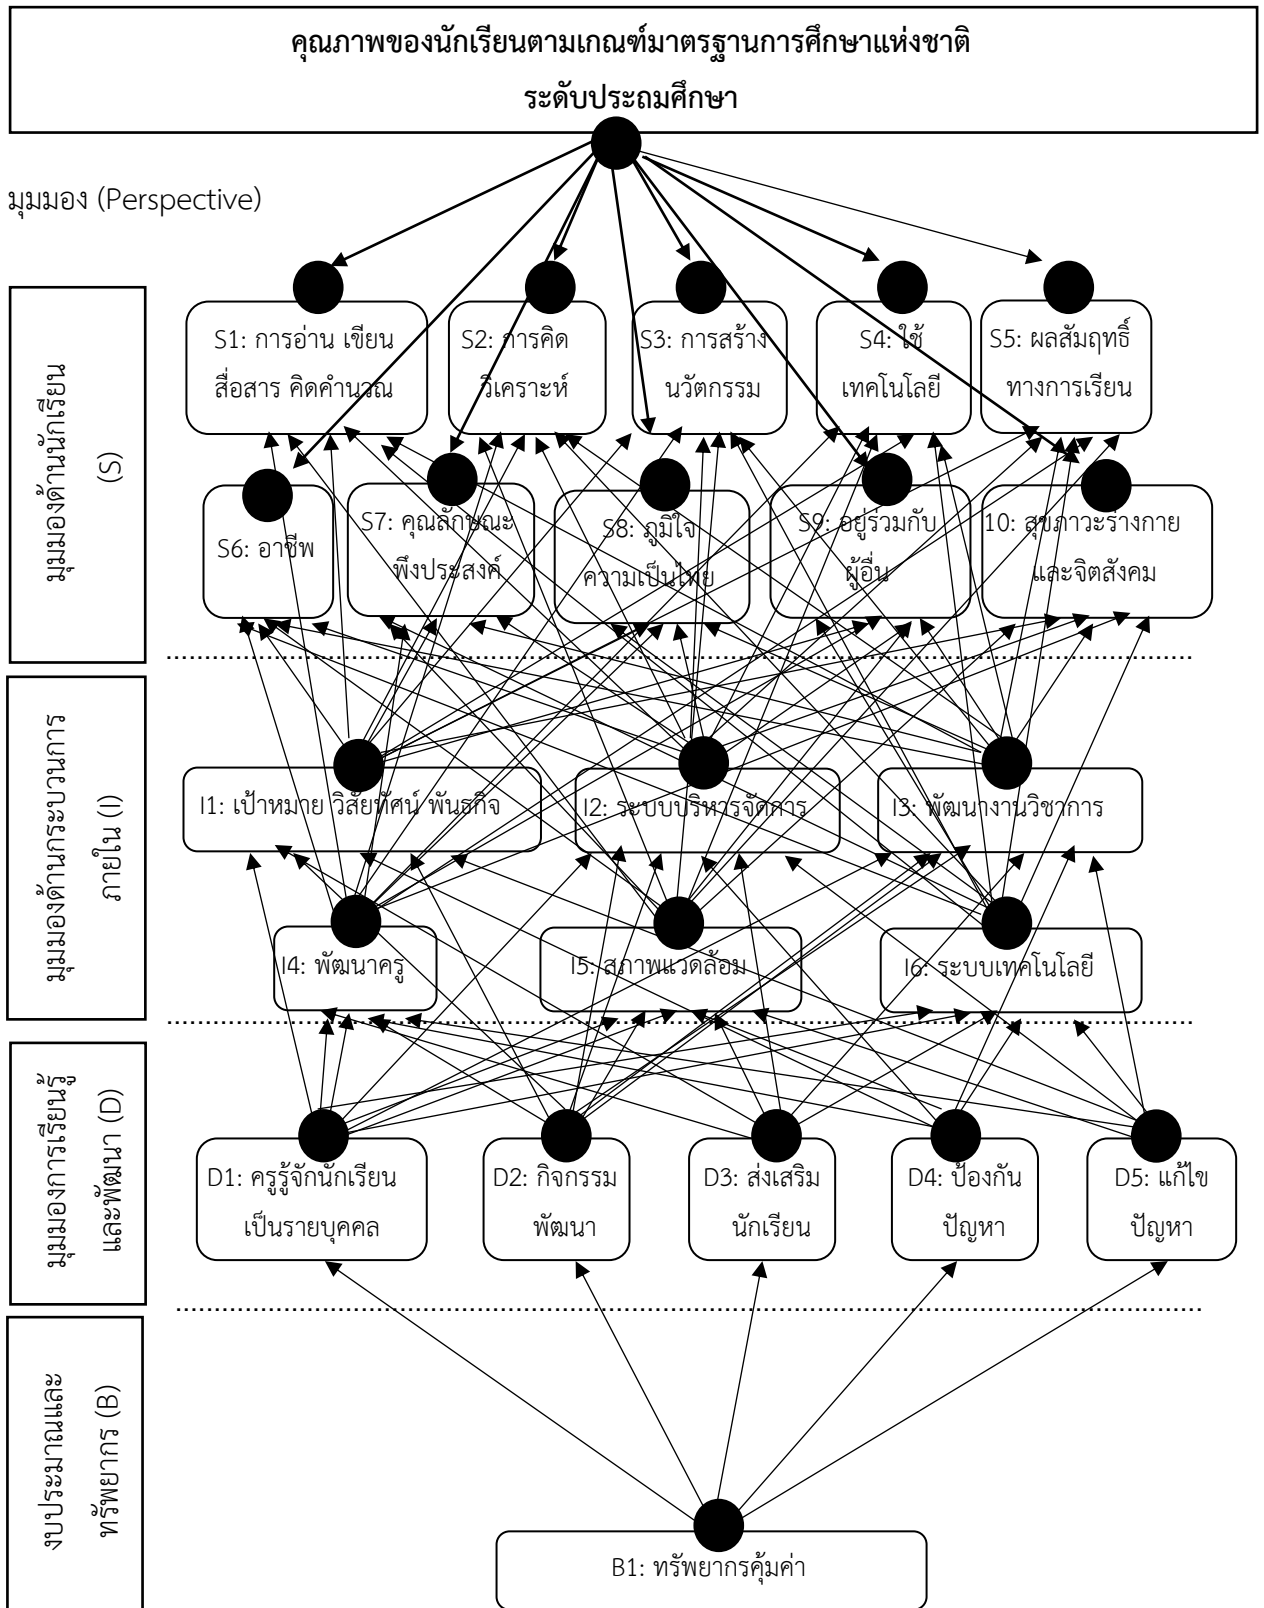 คุณภาพของนักเรียนตามเกณฑ์มาตรฐานการศึกษาแห่งชาติ
ระดับประถมศึกษา
มุมมอง (Perspective)
มุมมองด้านนักเรียน
(S)
S1: การอ่าน เขียน
สื่อสาร คิดคำนวณ
S2: การคิด
วิเคราะห์
S3: การสร้าง
นวัตกรรม
S4: ใช้
เทคโนโลยี
S5: ผลสัมฤทธิ์
ทางการเรียน
S6: อาชีพ
S7: คุณลักษณะ
พึงประสงค์
S8: ภูมิใจ
ความเป็นไทย
S9: อยู่ร่วมกับ
ผู้อื่น
10: สุขภาวะร่างกาย
และจิตสังคม
มุมมองด้านกระบวนการ
ภายใน (I)
I1: เป้าหมาย วิสัยทัศน์ พันธกิจ
I2: ระบบบริหารจัดการ
I3: พัฒนางานวิชาการ
I4: พัฒนาครู
I5: สภาพแวดล้อม
I6: ระบบเทคโนโลยี
มุมมองการเรียนรู้
และพัฒนา (D)
D1: ครูรู้จักนักเรียน
เป็นรายบุคคล
D2: กิจกรรม
พัฒนา
D3: ส่งเสริม
นักเรียน
D4: ป้องกัน
ปัญหา
D5: แก้ไข
ปัญหา
งบประมาณและ
ทรัพยากร (B)
B1: ทรัพยากรคุ้มค่า